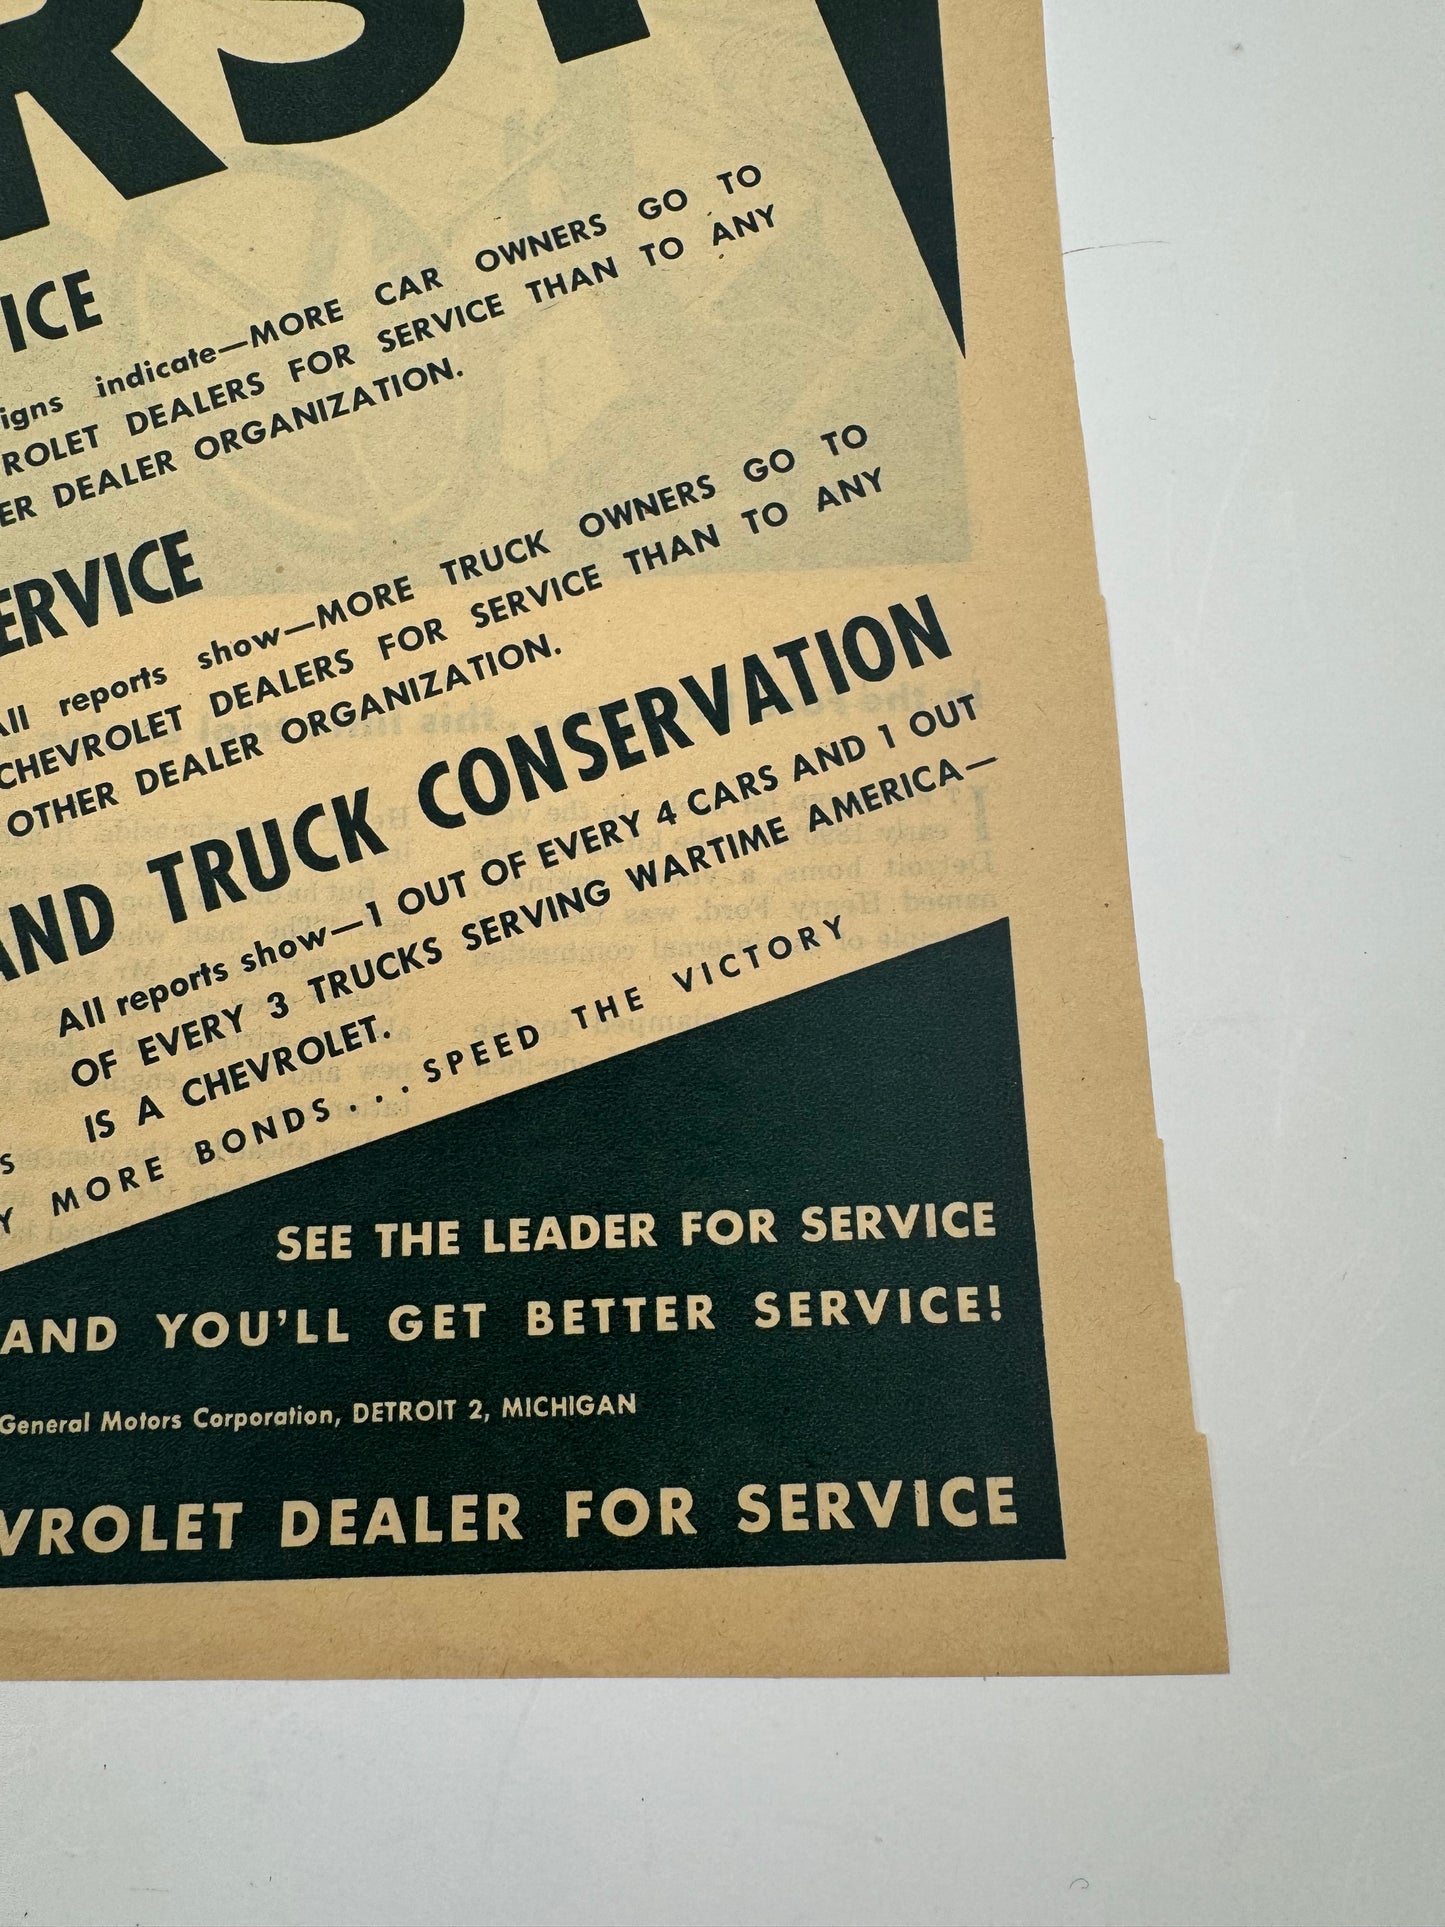 RST
ICE
igns indicate—MORE CAR OWNERS GO TO
ROLET DEALERS FOR SERVICE THAN TO ANY
ER DEALER ORGANIZATION.
ERVICE
All reports show—MORE TRUCK OWNERS GO TO
CHEVROLET DEALERS FOR SERVICE THAN TO ANY
OTHER DEALER ORGANIZATION.
AND TRUCK CONSERVATION
All reports show—1 OUT OF EVERY 4 CARS AND 1 OUT
OF EVERY 3 TRUCKS SERVING WARTIME AMERICA—
IS A CHEVROLET.
S
Y MORE BONDS...SPEED THE VICTORY
SEE THE LEADER FOR SERVICE
AND YOU'LL GET BETTER SERVICE!
General Motors Corporation, DETROIT 2, MICHIGAN
VROLET DEALER FOR SERVICE